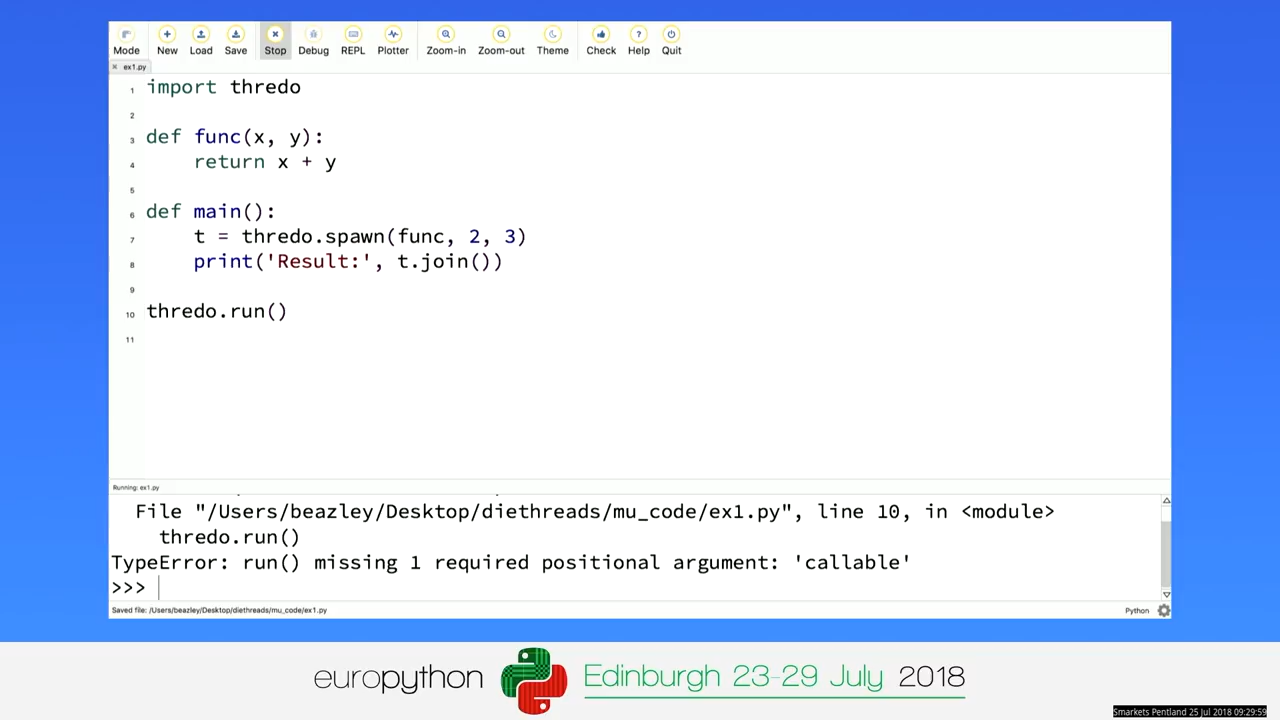 Mode New Load Save Stop Debug REPL Plotter Zoom-in Zoom-out Theme Check Help Quit
ex1.py
1 import thredo
2
3 def func(x, y):
4 return x + y
5
6 def main():
7 t = thredo.spawn(func, 2, 3)
8 print('Result:', t.join())
9
10 thredo.run()
11
Running: ex1.py
File "/Users/beazley/Desktop/diethreads/mu_code/ex1.py", line 10, in <module>
thredo.run()
TypeError: run() missing 1 required positional argument: 'callable'
>>>
Saved file: /Users/beazley/Desktop/diethreads/mu_code/ex1.py Python
europython Edinburgh 23-29 July 2018
Smarkets Pentland 25 Jul 2018 09:29:59